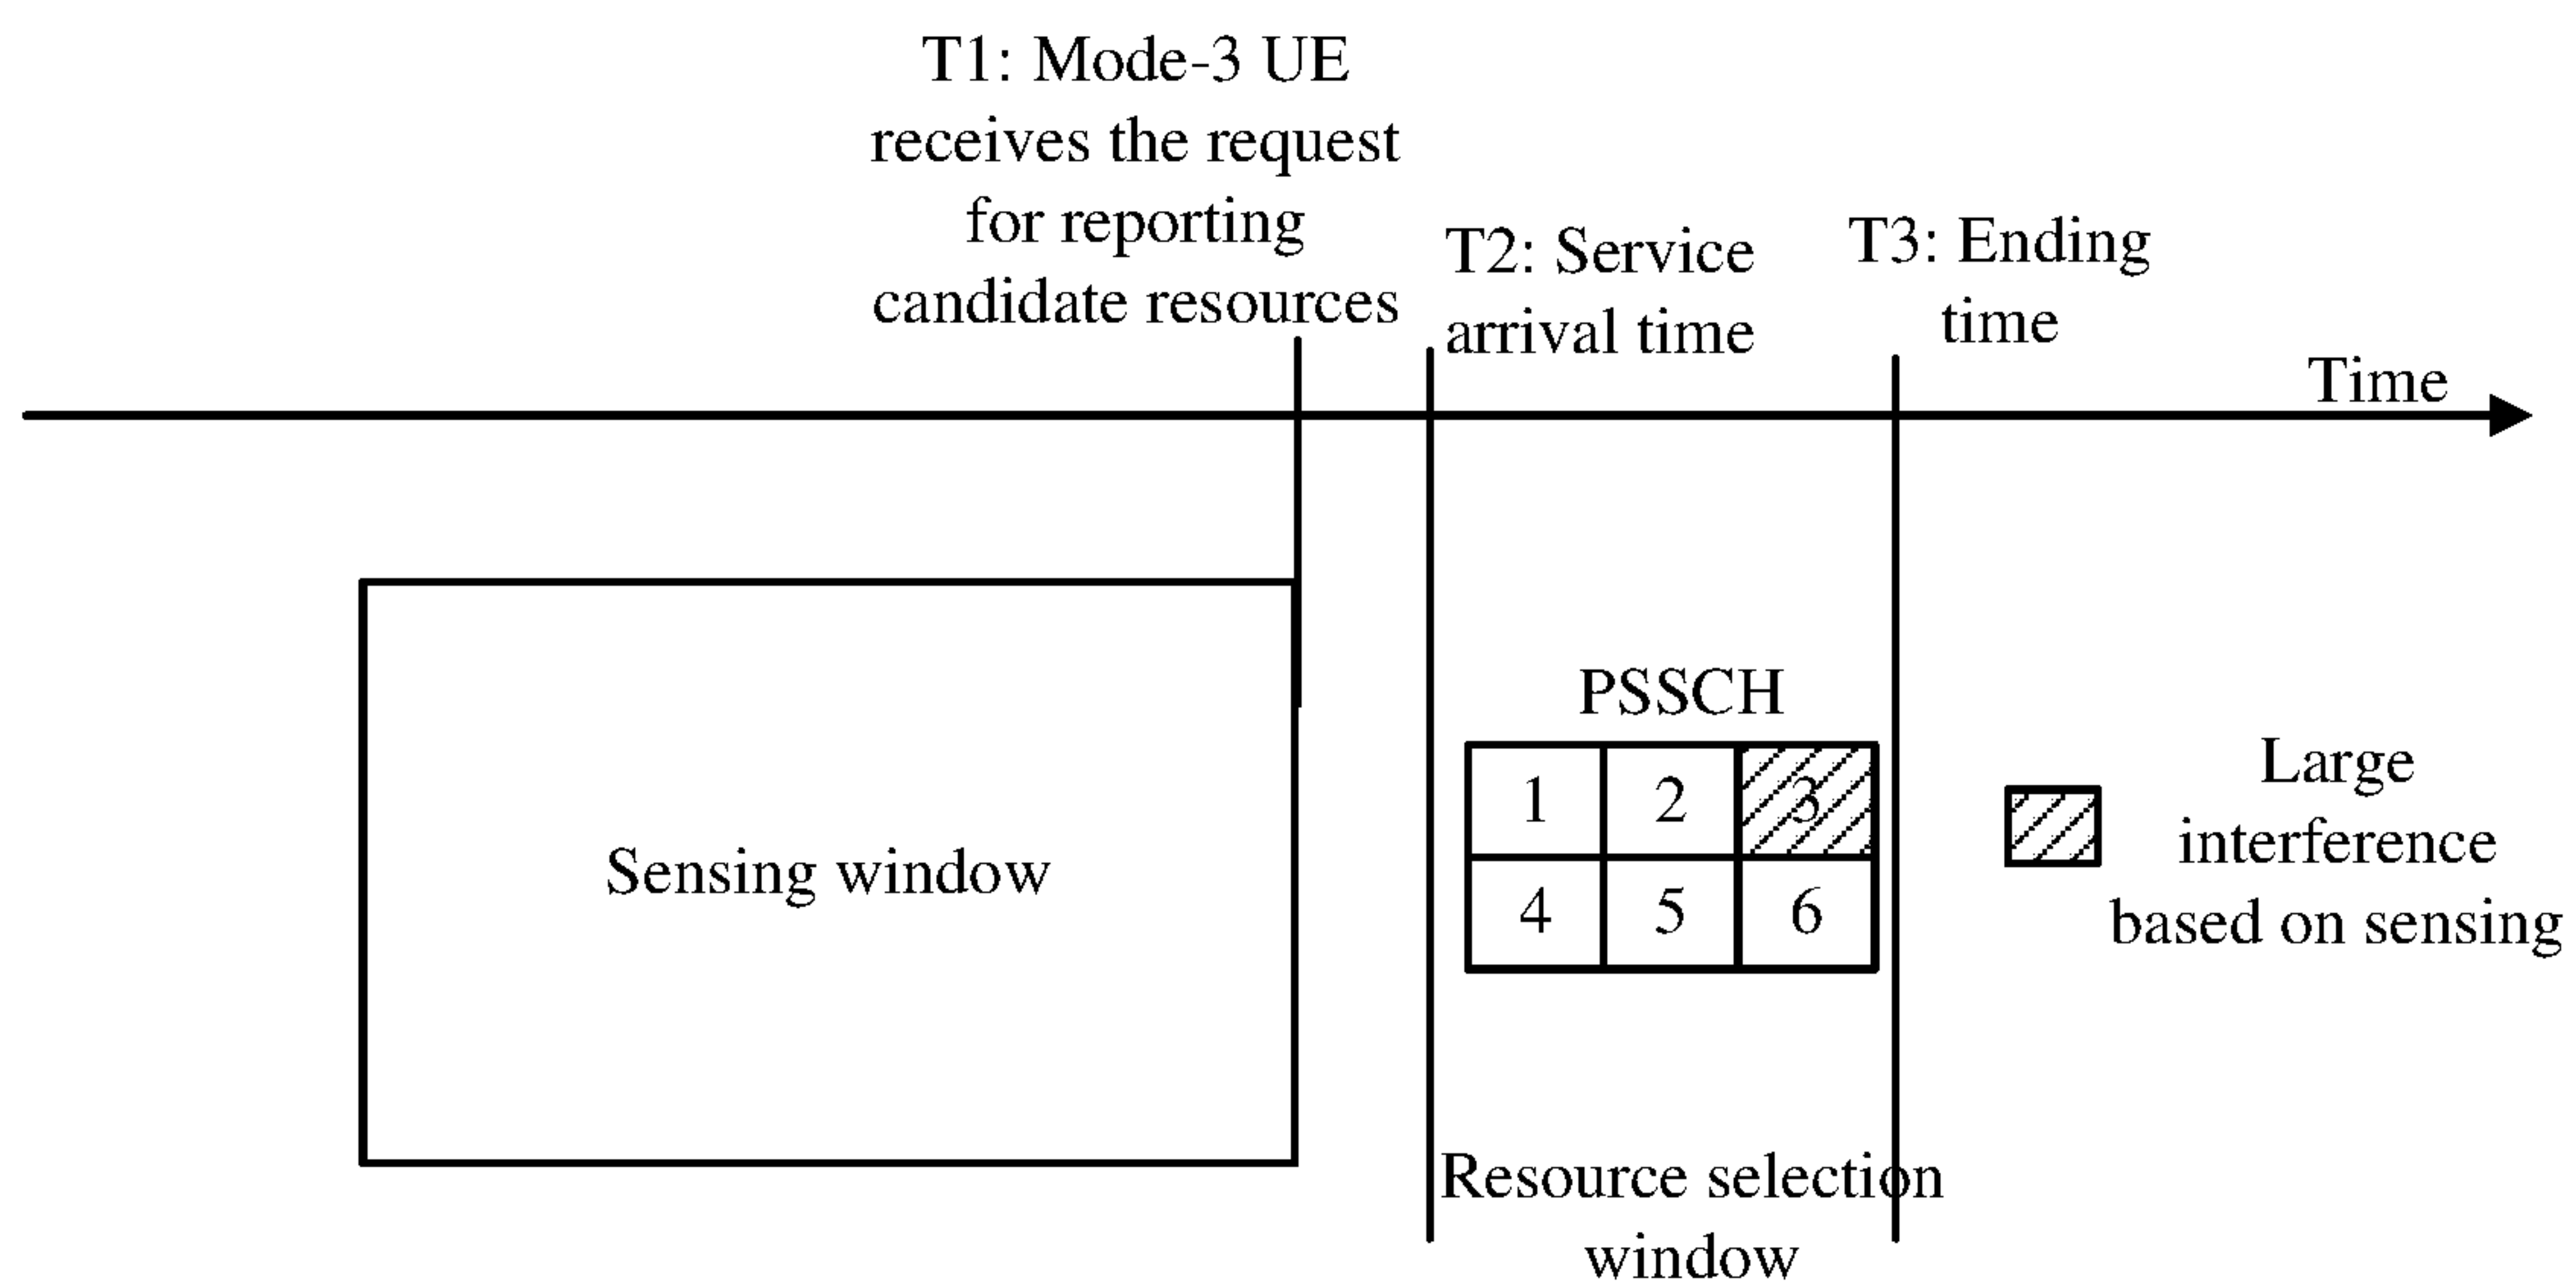 T1: Mode-3 UE
receives the request
for reporting
candidate resources
T2: Service
arrival time
T3: Ending
time
Time
Sensing window
PSSCH
1 2 3
4 5 6
Large
interference
based on sensing
Resource selection
window